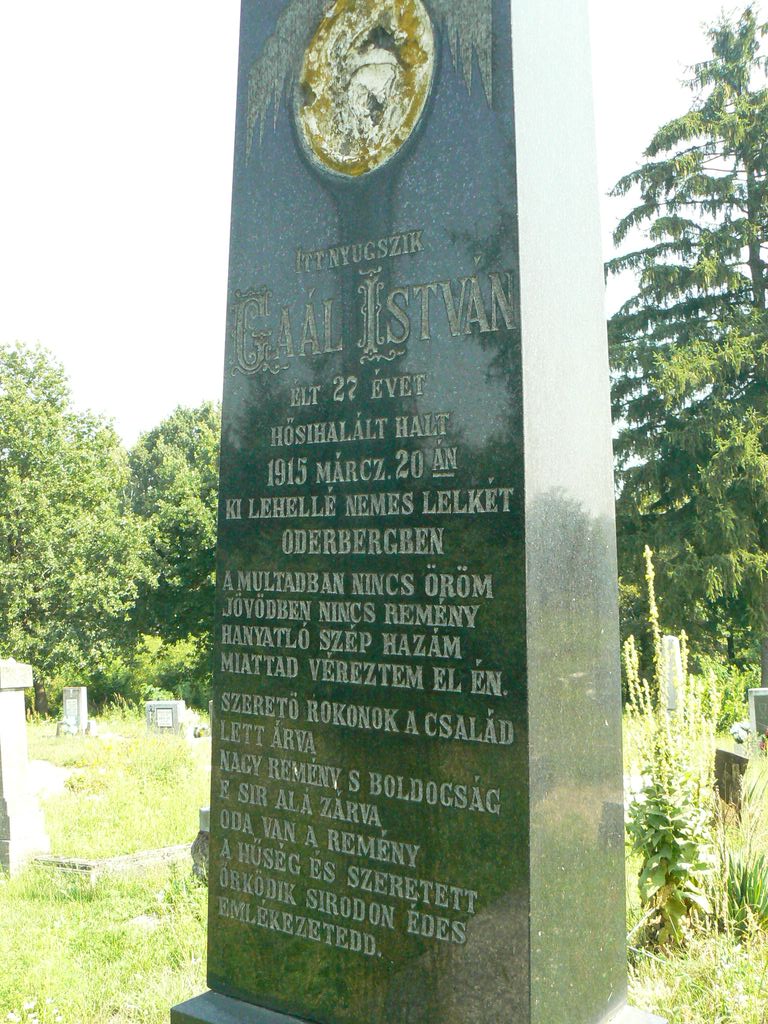 ITT NYUGSZIK
GAÁL ISTVÁN
ÉLT 27 ÉVET
HŐSIHALÁLT HALT
1915 MÁRCZ. 20 ÁN
KI LEHELLÉ NEMES LELKÉT
ODERBERGBEN
A MULTADBAN NINCS ÖRÖM
JÖVÖDBEN NINCS REMÉNY
HANYATLÓ SZÉP HAZÁM
MIATTAD VÉREZTEM EL ÉN.
SZERETŐ ROKONOK A CSALÁD
LETT ÁRVA
NAGY REMÉNY S BOLDOGSÁG
E SIR ALÁ ZÁRVA
ODA VAN A REMÉNY
A HŰSÉG ÉS SZERETETT
ŐRKÖDIK SIRODON ÉDES
EMLÉKEZETEDD.